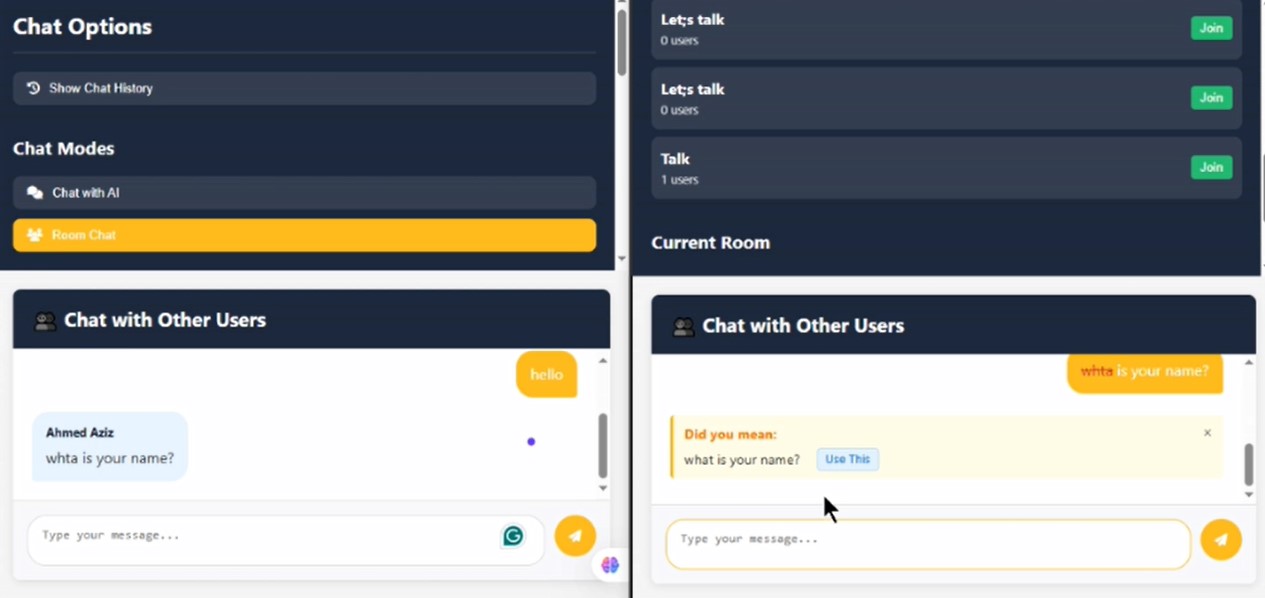 Chat Options
Show Chat History
Chat Modes
Chat with AI
Room Chat
Chat with Other Users
hello
Ahmed Aziz
whta is your name?
Type your message...
Let;s talk
0 users
Join
Let;s talk
0 users
Join
Talk
1 users
Join
Current Room
Chat with Other Users
whta is your name?
Did you mean:
×
what is your name? Use This
Type your message...